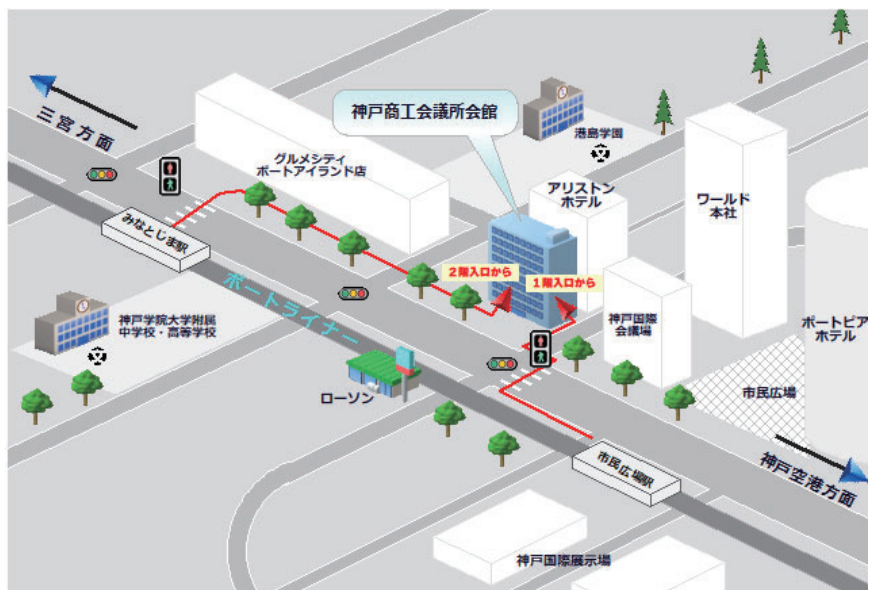 三宮方面
神戸商工会議所会館
港島学園
グルメシティ
ポートアイランド店
アリストン
ホテル
ワールド
本社
みなとじま駅
2階入口から
1階入口から
ポートライナー
神戸学院大学附属
中学校・高等学校
神戸国際
会議場
ポートピア
ホテル
ローソン
市民広場
市民広場駅
神戸空港方面
神戸国際展示場